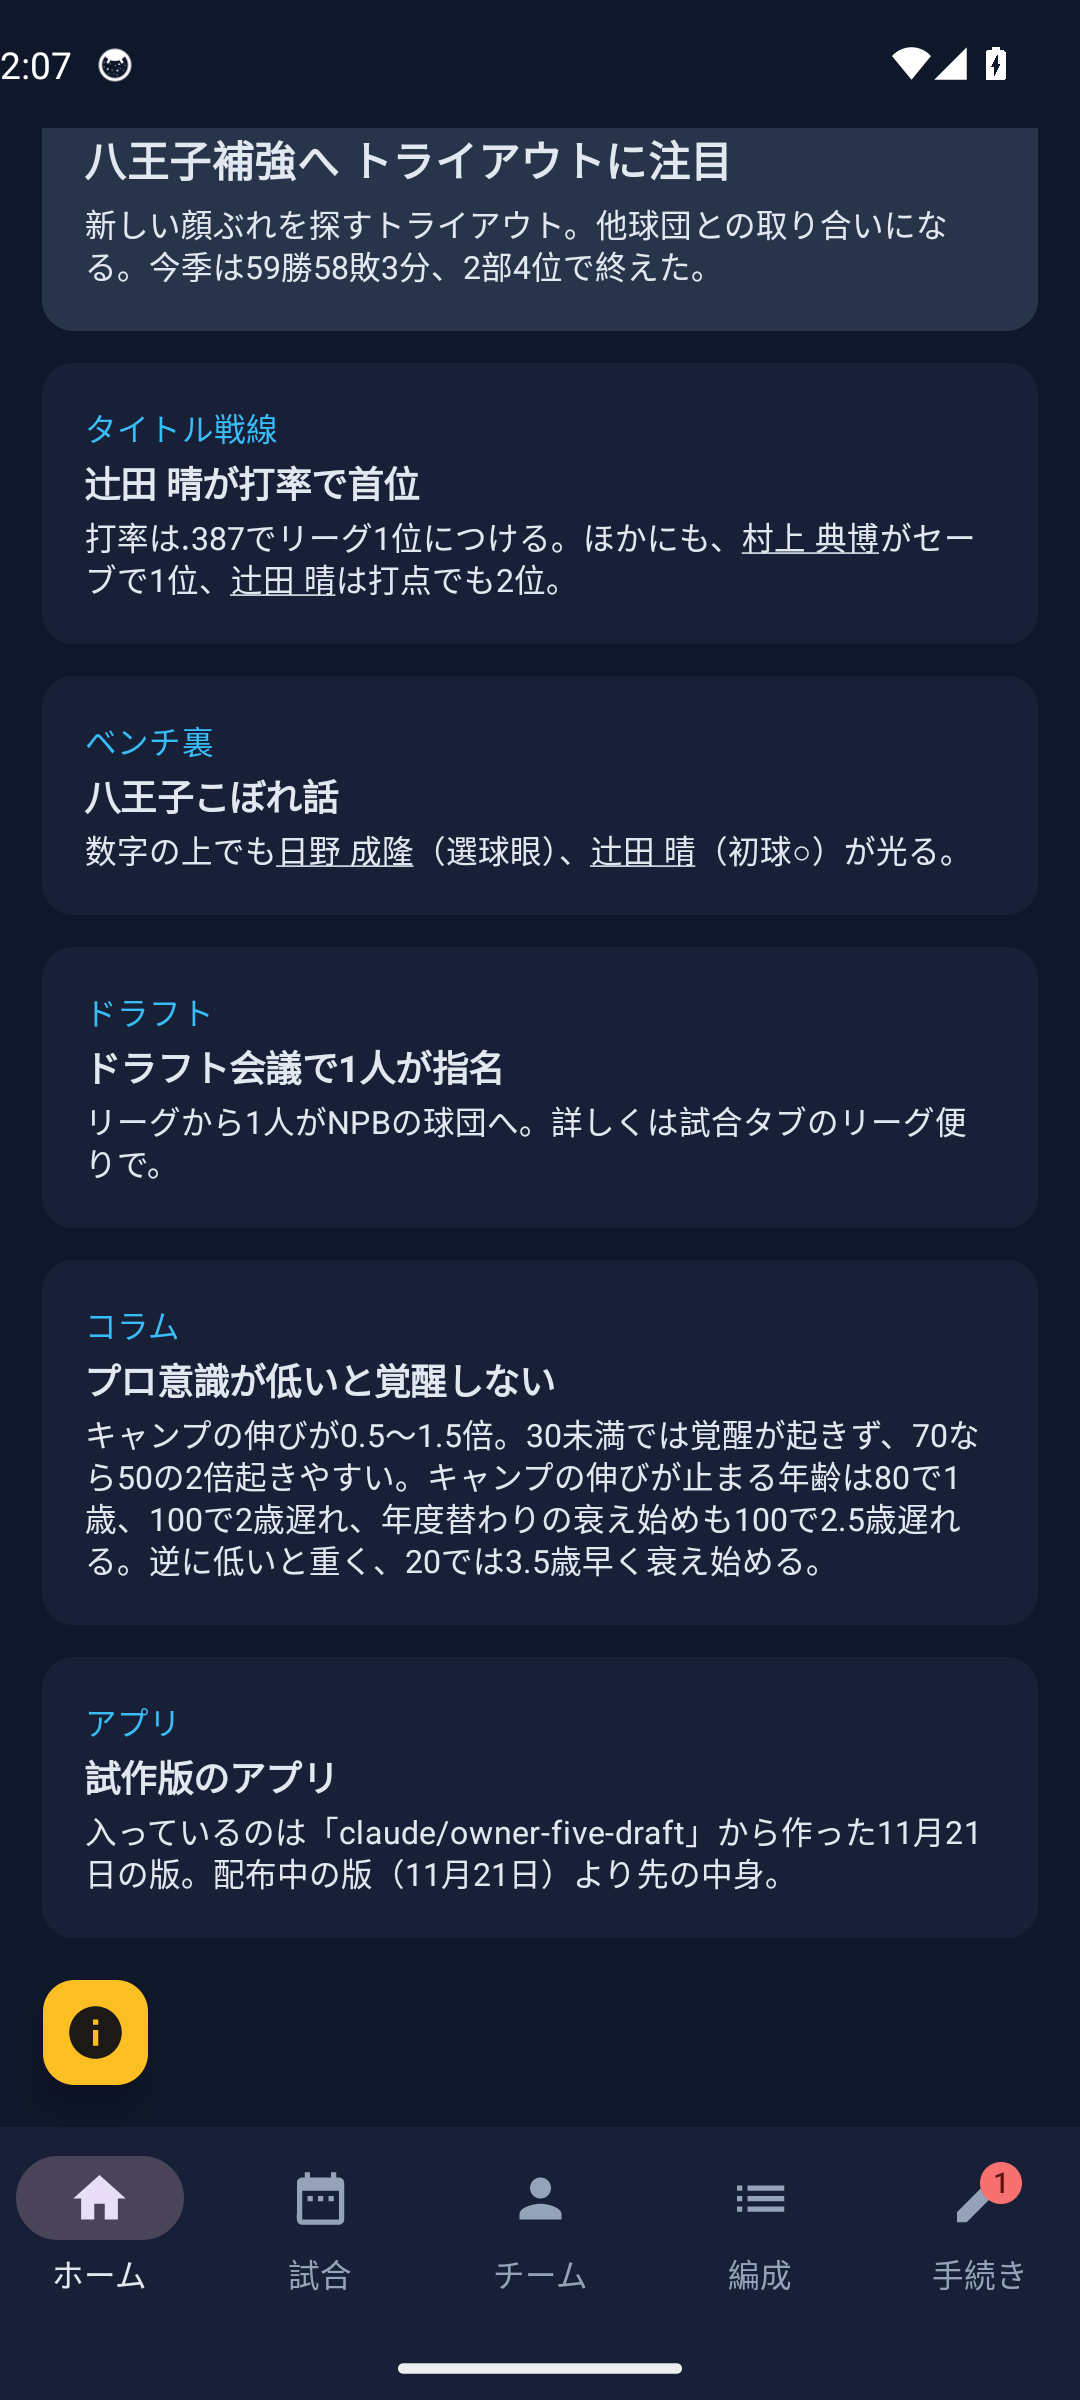 2:07
八王子補強へ トライアウトに注目
新しい顔ぶれを探すトライアウト。他球団との取り合いにな
る。今季は59勝58敗3分、2部4位で終えた。
タイトル戦線
辻田 晴が打率で首位
打率は.387でリーグ1位につける。ほかにも、村上 典博がセー
ブで1位、辻田 晴は打点でも2位。
ベンチ裏
八王子こぼれ話
数字の上でも日野 成隆（選球眼）、辻田 晴（初球○）が光る。
ドラフト
ドラフト会議で1人が指名
リーグから1人がNPBの球団へ。詳しくは試合タブのリーグ便
りで。
コラム
プロ意識が低いと覚醒しない
キャンプの伸びが0.5〜1.5倍。30未満では覚醒が起きず、70な
ら50の2倍起きやすい。キャンプの伸びが止まる年齢は80で1
歳、100で2歳遅れ、年度替わりの衰え始めも100で2.5歳遅れ
る。逆に低いと重く、20では3.5歳早く衰え始める。
アプリ
試作版のアプリ
入っているのは「claude/owner-five-draft」から作った11月21
日の版。配布中の版（11月21日）より先の中身。
1
ホーム 試合 チーム 編成 手続き